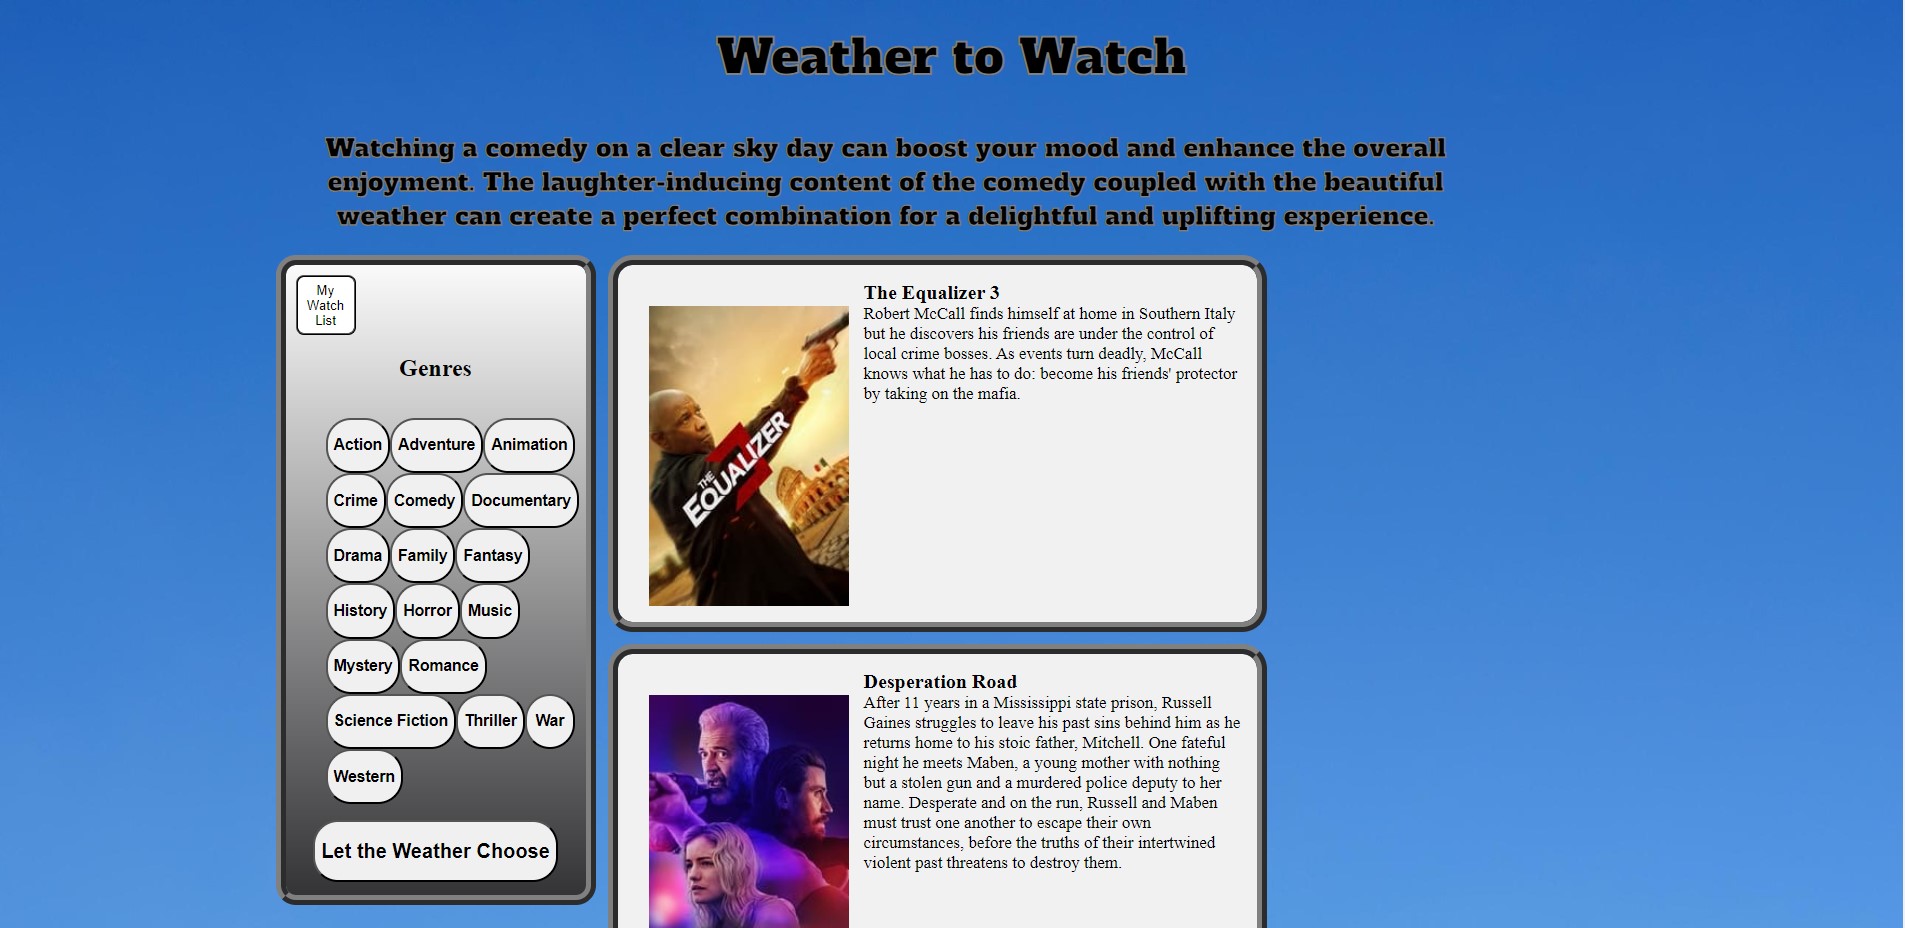 Weather to Watch
Watching a comedy on a clear sky day can boost your mood and enhance the overall
enjoyment. The laughter-inducing content of the comedy coupled with the beautiful
weather can create a perfect combination for a delightful and uplifting experience.
My
Watch
List
Genres
Action Adventure Animation
Crime Comedy Documentary
Drama Family Fantasy
History Horror Music
Mystery Romance
Science Fiction Thriller War
Western
Let the Weather Choose
THE
EQUALIZER
3
The Equalizer 3
Robert McCall finds himself at home in Southern Italy
but he discovers his friends are under the control of
local crime bosses. As events turn deadly, McCall
knows what he has to do: become his friends' protector
by taking on the mafia.
Desperation Road
After 11 years in a Mississippi state prison, Russell
Gaines struggles to leave his past sins behind him as he
returns home to his stoic father, Mitchell. One fateful
night he meets Maben, a young mother with nothing
but a stolen gun and a murdered police deputy to her
name. Desperate and on the run, Russell and Maben
must trust one another to escape their own
circumstances, before the truths of their intertwined
violent past threatens to destroy them.